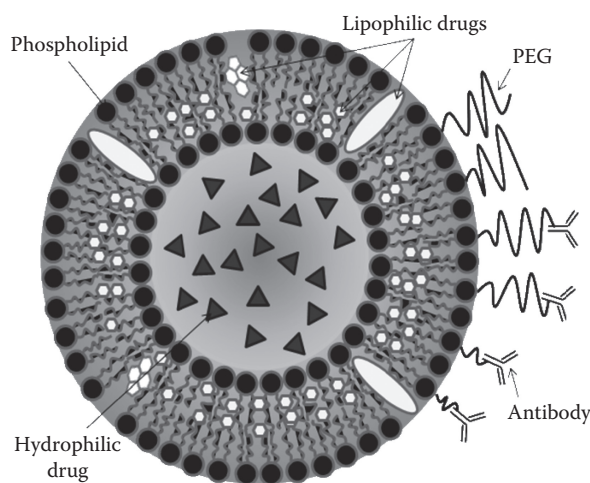 Lipophilic drugs
Phospholipid
PEG
Antibody
Hydrophilic
drug